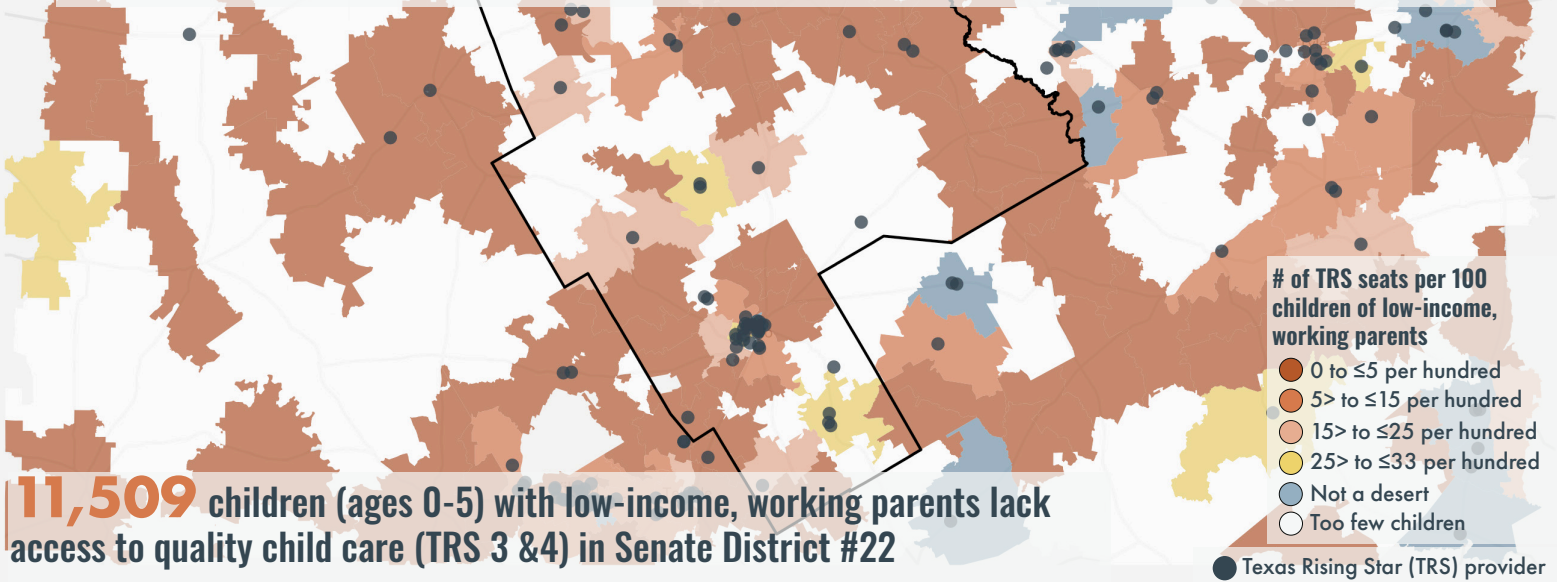 # of TRS seats per 100
children of low-income,
working parents
0 to ≤5 per hundred
5> to ≤15 per hundred
15> to ≤25 per hundred
25> to ≤33 per hundred
Not a desert
Too few children
Texas Rising Star (TRS) provider
11,509 children (ages 0-5) with low-income, working parents lack
access to quality child care (TRS 3 &4) in Senate District #22